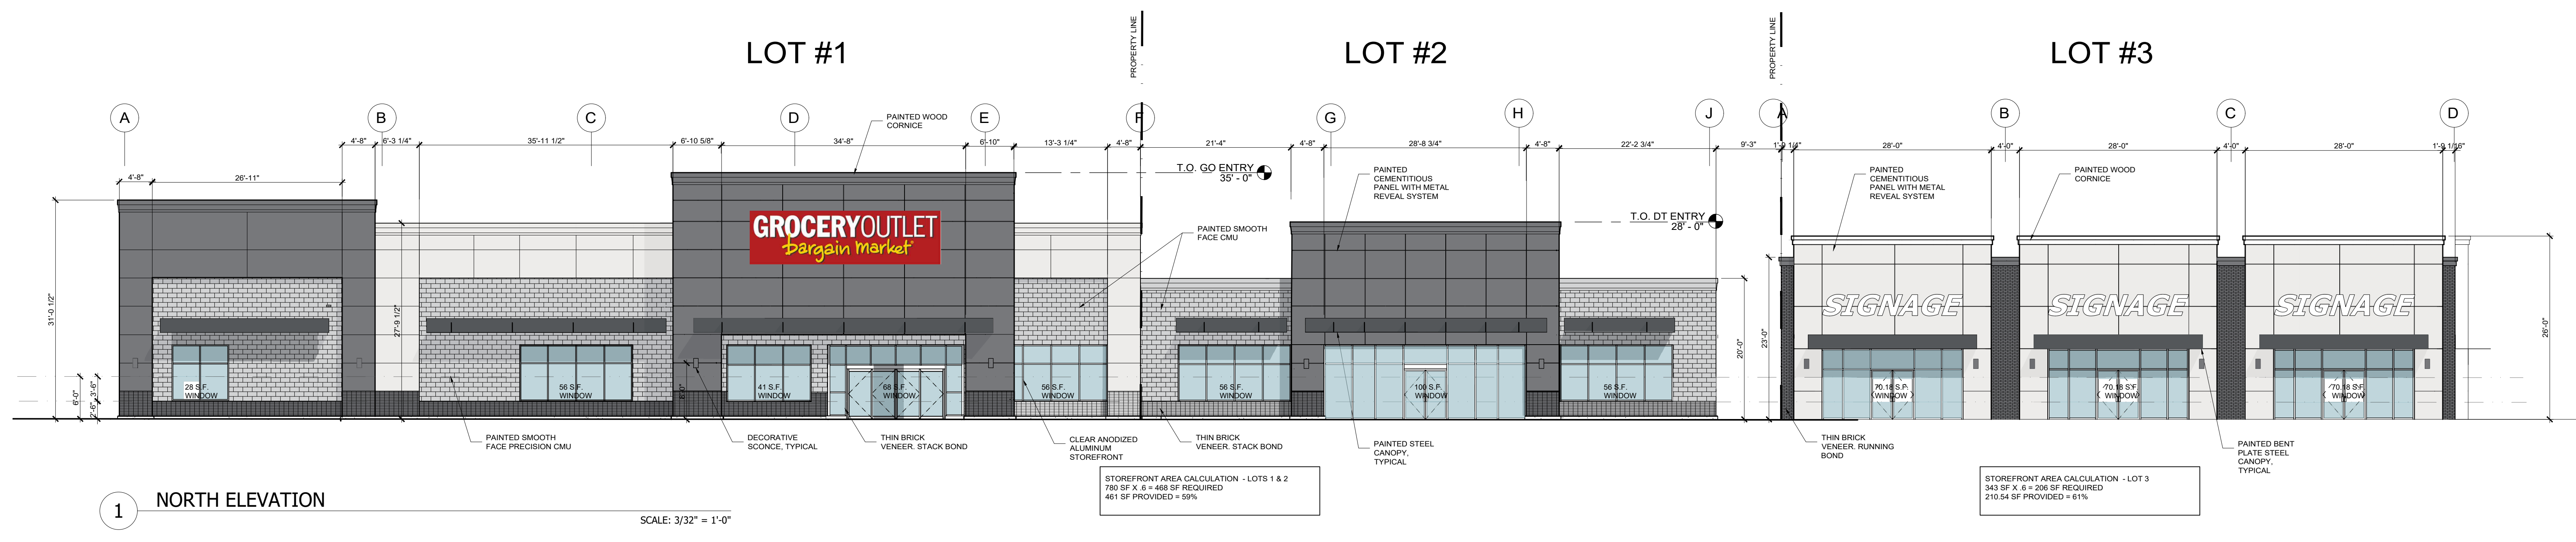 LOT #1
LOT #2
LOT #3
PROPERTY LINE
PROPERTY LINE
A
B
C
D
E
F
G
H
J
A
B
C
D
PAINTED WOOD
CORNICE
4'-8"
6'-3 1/4"
35'-11 1/2"
6'-10 5/8"
34'-8"
6'-10"
13'-3 1/4"
4'-8"
21'-4"
4'-8"
28'-8 3/4"
4'-8"
22'-2 3/4"
9'-3"
28'-0"
4'-0"
28'-0"
4'-0"
28'-0"
4'-8"
26'-11"
T.O. GO ENTRY
35' - 0"
PAINTED
CEMENTITIOUS
PANEL WITH METAL
REVEAL SYSTEM
T.O. DT ENTRY
28' - 0"
PAINTED
CEMENTITIOUS
PANEL WITH METAL
REVEAL SYSTEM
PAINTED WOOD
CORNICE
GROCERY OUTLET
bargain market
PAINTED SMOOTH
FACE CMU
SIGNAGE
SIGNAGE
SIGNAGE
31'-0 1/2"
27'-9 1/2"
6'-0"
3'-6"
2'-6"
6'-0"
20'-0"
23'-0"
26'-0"
28 S.F.
WINDOW
56 S.F.
WINDOW
41 S.F.
WINDOW
68 S.F.
WINDOW
56 S.F.
WINDOW
56 S.F.
WINDOW
100 S.F.
WINDOW
56 S.F.
WINDOW
70.18 S.F.
WINDOW
70.18 S.F.
WINDOW
70.18 S.F.
WINDOW
PAINTED SMOOTH
FACE PRECISION CMU
DECORATIVE
SCONCE, TYPICAL
THIN BRICK
VENEER. STACK BOND
CLEAR ANODIZED
ALUMINUM
STOREFRONT
THIN BRICK
VENEER. STACK BOND
PAINTED STEEL
CANOPY,
TYPICAL
THIN BRICK
VENEER. RUNNING
BOND
PAINTED BENT
PLATE STEEL
CANOPY,
TYPICAL
STOREFRONT AREA CALCULATION - LOTS 1 & 2
780 SF X .6 = 468 SF REQUIRED
461 SF PROVIDED = 59%
STOREFRONT AREA CALCULATION - LOT 3
343 SF X .6 = 206 SF REQUIRED
210.54 SF PROVIDED = 61%
1
NORTH ELEVATION
SCALE: 3/32" = 1'-0"